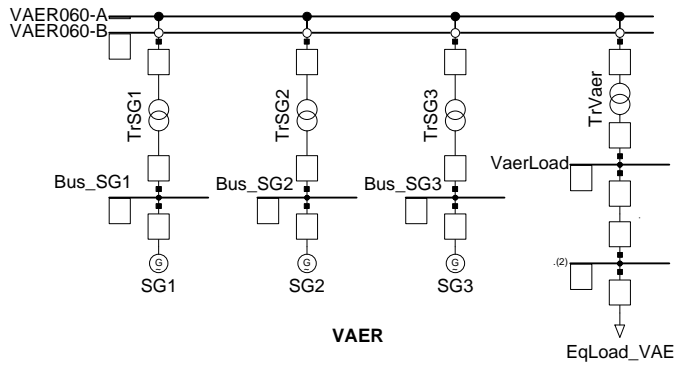 VAER060-A
VAER060-B
TrSG1
TrSG2
TrSG3
TrVaer
VaerLoad
Bus_SG1
Bus_SG2
Bus_SG3
.(2)
G
G
G
SG1
SG2
SG3
VAER
EqLoad_VAE